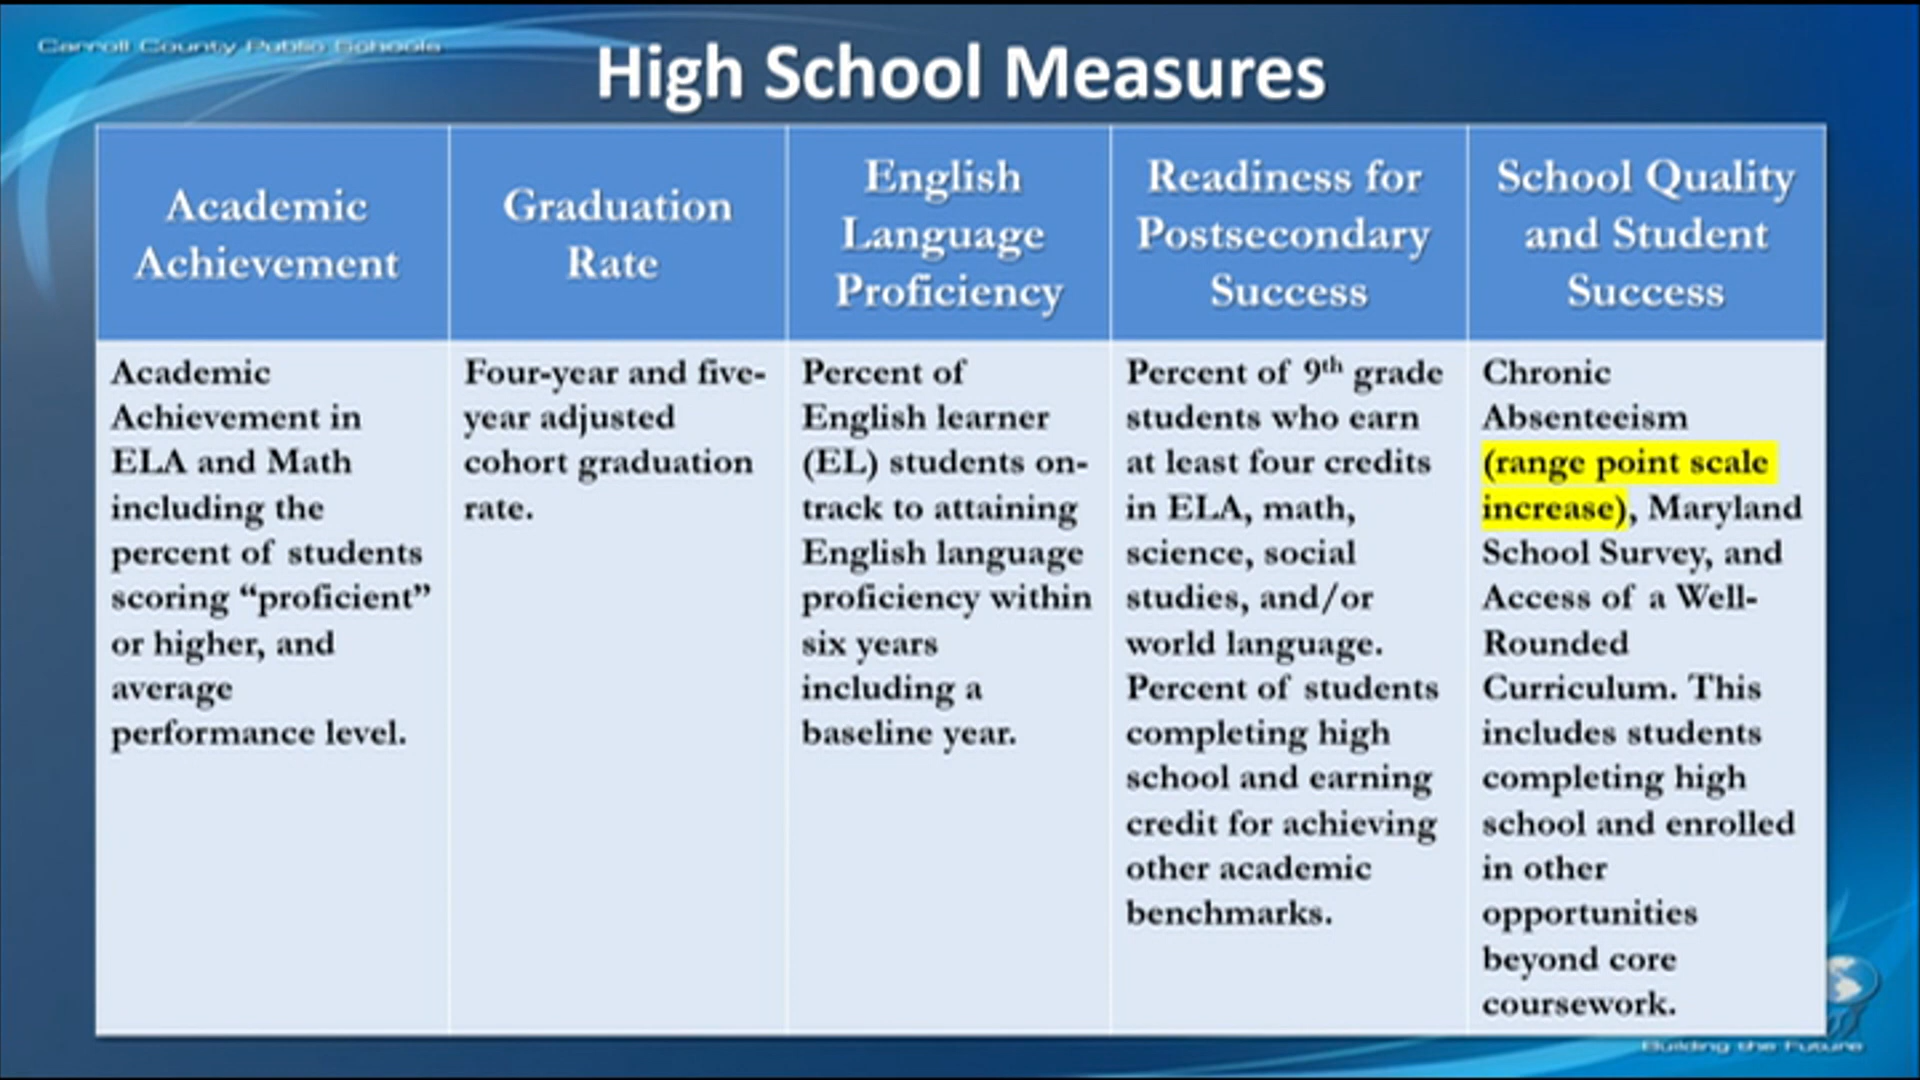 Carroll County Public Schools
High School Measures
Academic
Achievement
Graduation
Rate
English
Language
Proficiency
Readiness for
Postsecondary
Success
School Quality
and Student
Success
Academic
Achievement in
ELA and Math
including the
percent of students
scoring “proficient”
or higher, and
average
performance level.
Four-year and five-
year adjusted
cohort graduation
rate.
Percent of
English learner
(EL) students on-
track to attaining
English language
proficiency within
six years
including a
baseline year.
Percent of 9th grade
students who earn
at least four credits
in ELA, math,
science, social
studies, and/or
world language.
Percent of students
completing high
school and earning
credit for achieving
other academic
benchmarks.
Chronic
Absenteeism
(range point scale
increase), Maryland
School Survey, and
Access of a Well-
Rounded
Curriculum. This
includes students
completing high
school and enrolled
in other
opportunities
beyond core
coursework.
Building the Future